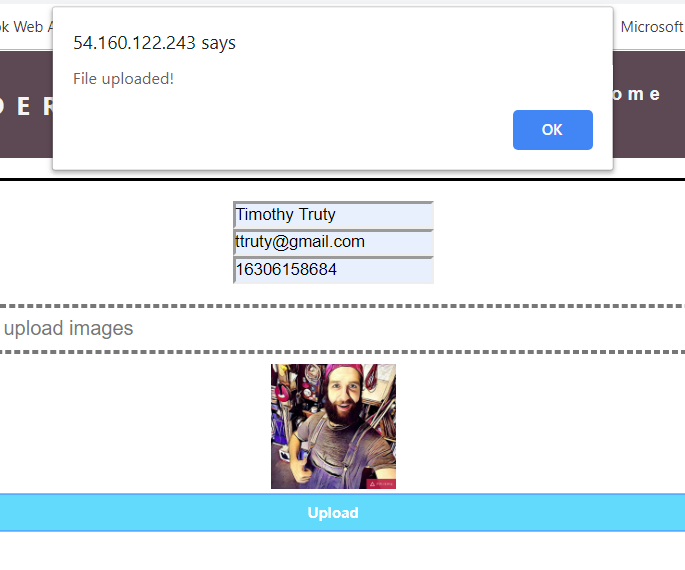 ok Web A
54.160.122.243 says
Microsoft
File uploaded!
D E R
o m e
OK
Timothy Truty
ttruty@gmail.com
16306158684
upload images
Upload